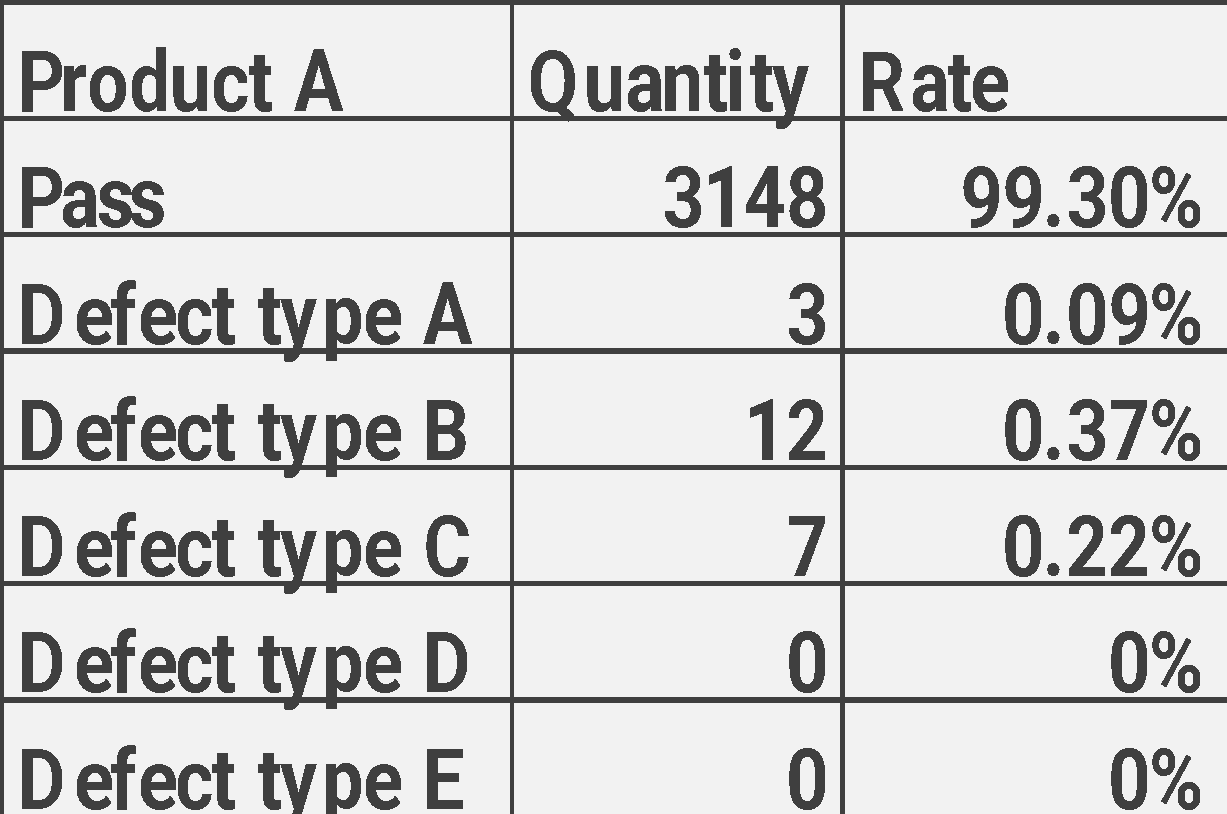 Product A Quantity Rate
Pass 3148 99.30%
Defect type A 3 0.09%
Defect type B 12 0.37%
Defect type C 7 0.22%
Defect type D 0 0%
Defect type E 0 0%